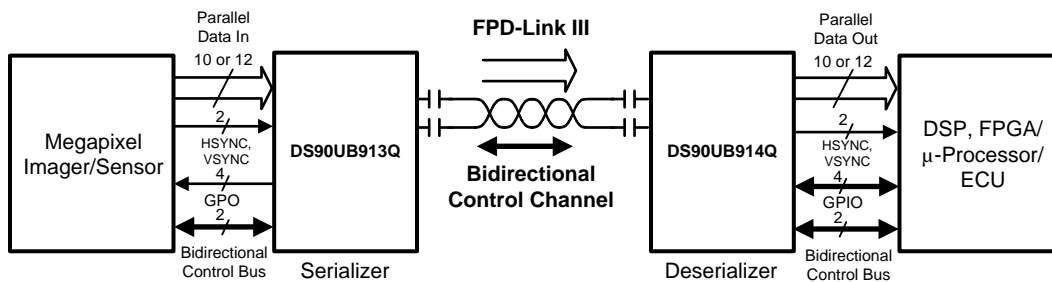 Parallel
Data In
10 or 12
2
HSYNC,
VSYNC
4
GPO
2
Bidirectional
Control Bus
Megapixel
Imager/Sensor
DS90UB913Q
Serializer
FPD-Link III
Bidirectional
Control Channel
DS90UB914Q
Deserializer
Parallel
Data Out
10 or 12
2
HSYNC,
VSYNC
4
GPIO
2
Bidirectional
Control Bus
DSP, FPGA/
μ-Processor/
ECU